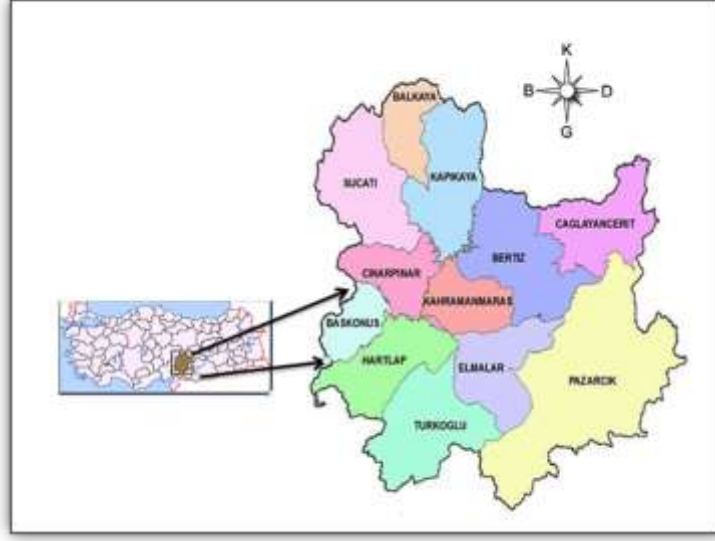 K
B D
G
BALKAYA
KAPIKAYA
SUCATI
CAGLAYANCERIT
BERTIZ
CINARPINAR
KAHRAMANMARAS
BASKONUS
HARTLAP
ELMALAR
PAZARCIK
TURKOGLU